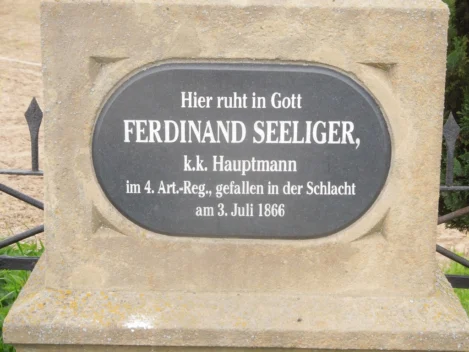 Hier ruht in Gott
FERDINAND SEELIGER,
k.k. Hauptmann
im 4. Art.-Reg., gefallen in der Schlacht
am 3. Juli 1866